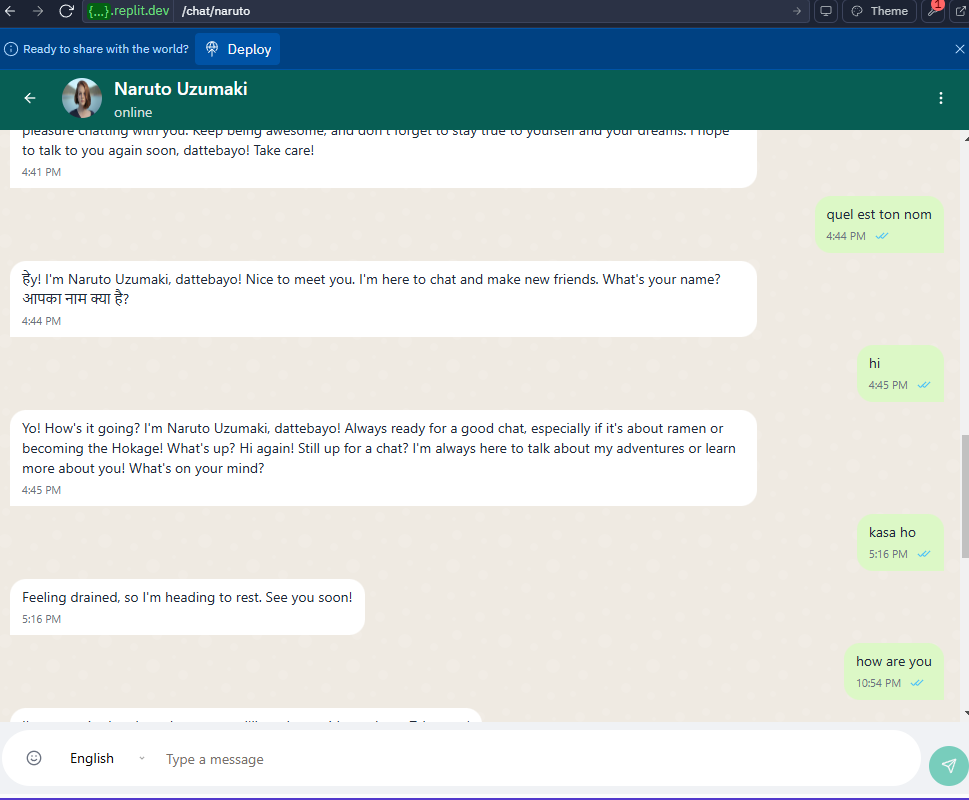 {...}.replit.dev /chat/naruto
Theme
1
Ready to share with the world? Deploy
Naruto Uzumaki
online
pleasure chatting with you. Keep being awesome, and don't forget to stay true to yourself and your dreams. I hope
to talk to you again soon, dattebayo! Take care!
4:41 PM
quel est ton nom
4:44 PM
हेy! I'm Naruto Uzumaki, dattebayo! Nice to meet you. I'm here to chat and make new friends. What's your name?
आपका नाम क्या है?
4:44 PM
hi
4:45 PM
Yo! How's it going? I'm Naruto Uzumaki, dattebayo! Always ready for a good chat, especially if it's about ramen or
becoming the Hokage! What's up? Hi again! Still up for a chat? I'm always here to talk about my adventures or learn
more about you! What's on your mind?
4:45 PM
kasa ho
5:16 PM
Feeling drained, so I'm heading to rest. See you soon!
5:16 PM
how are you
10:54 PM
English
Type a message